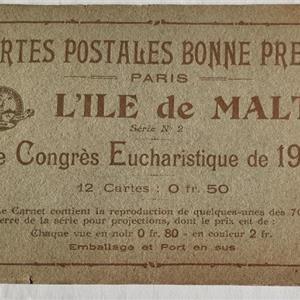 RTES POSTALES BONNE PRE
PARIS
L'ILE de MALT
Série N° 2
e Congrès Eucharistique de 19
12 Cartes : 0 fr. 50
e Carnet contient la reproduction de quelques-unes des 70
erre de la série pour projections, dont le prix est de :
Chaque vue en noir 0 fr. 80 - en couleur 2 fr.
Emballage et Port en sus